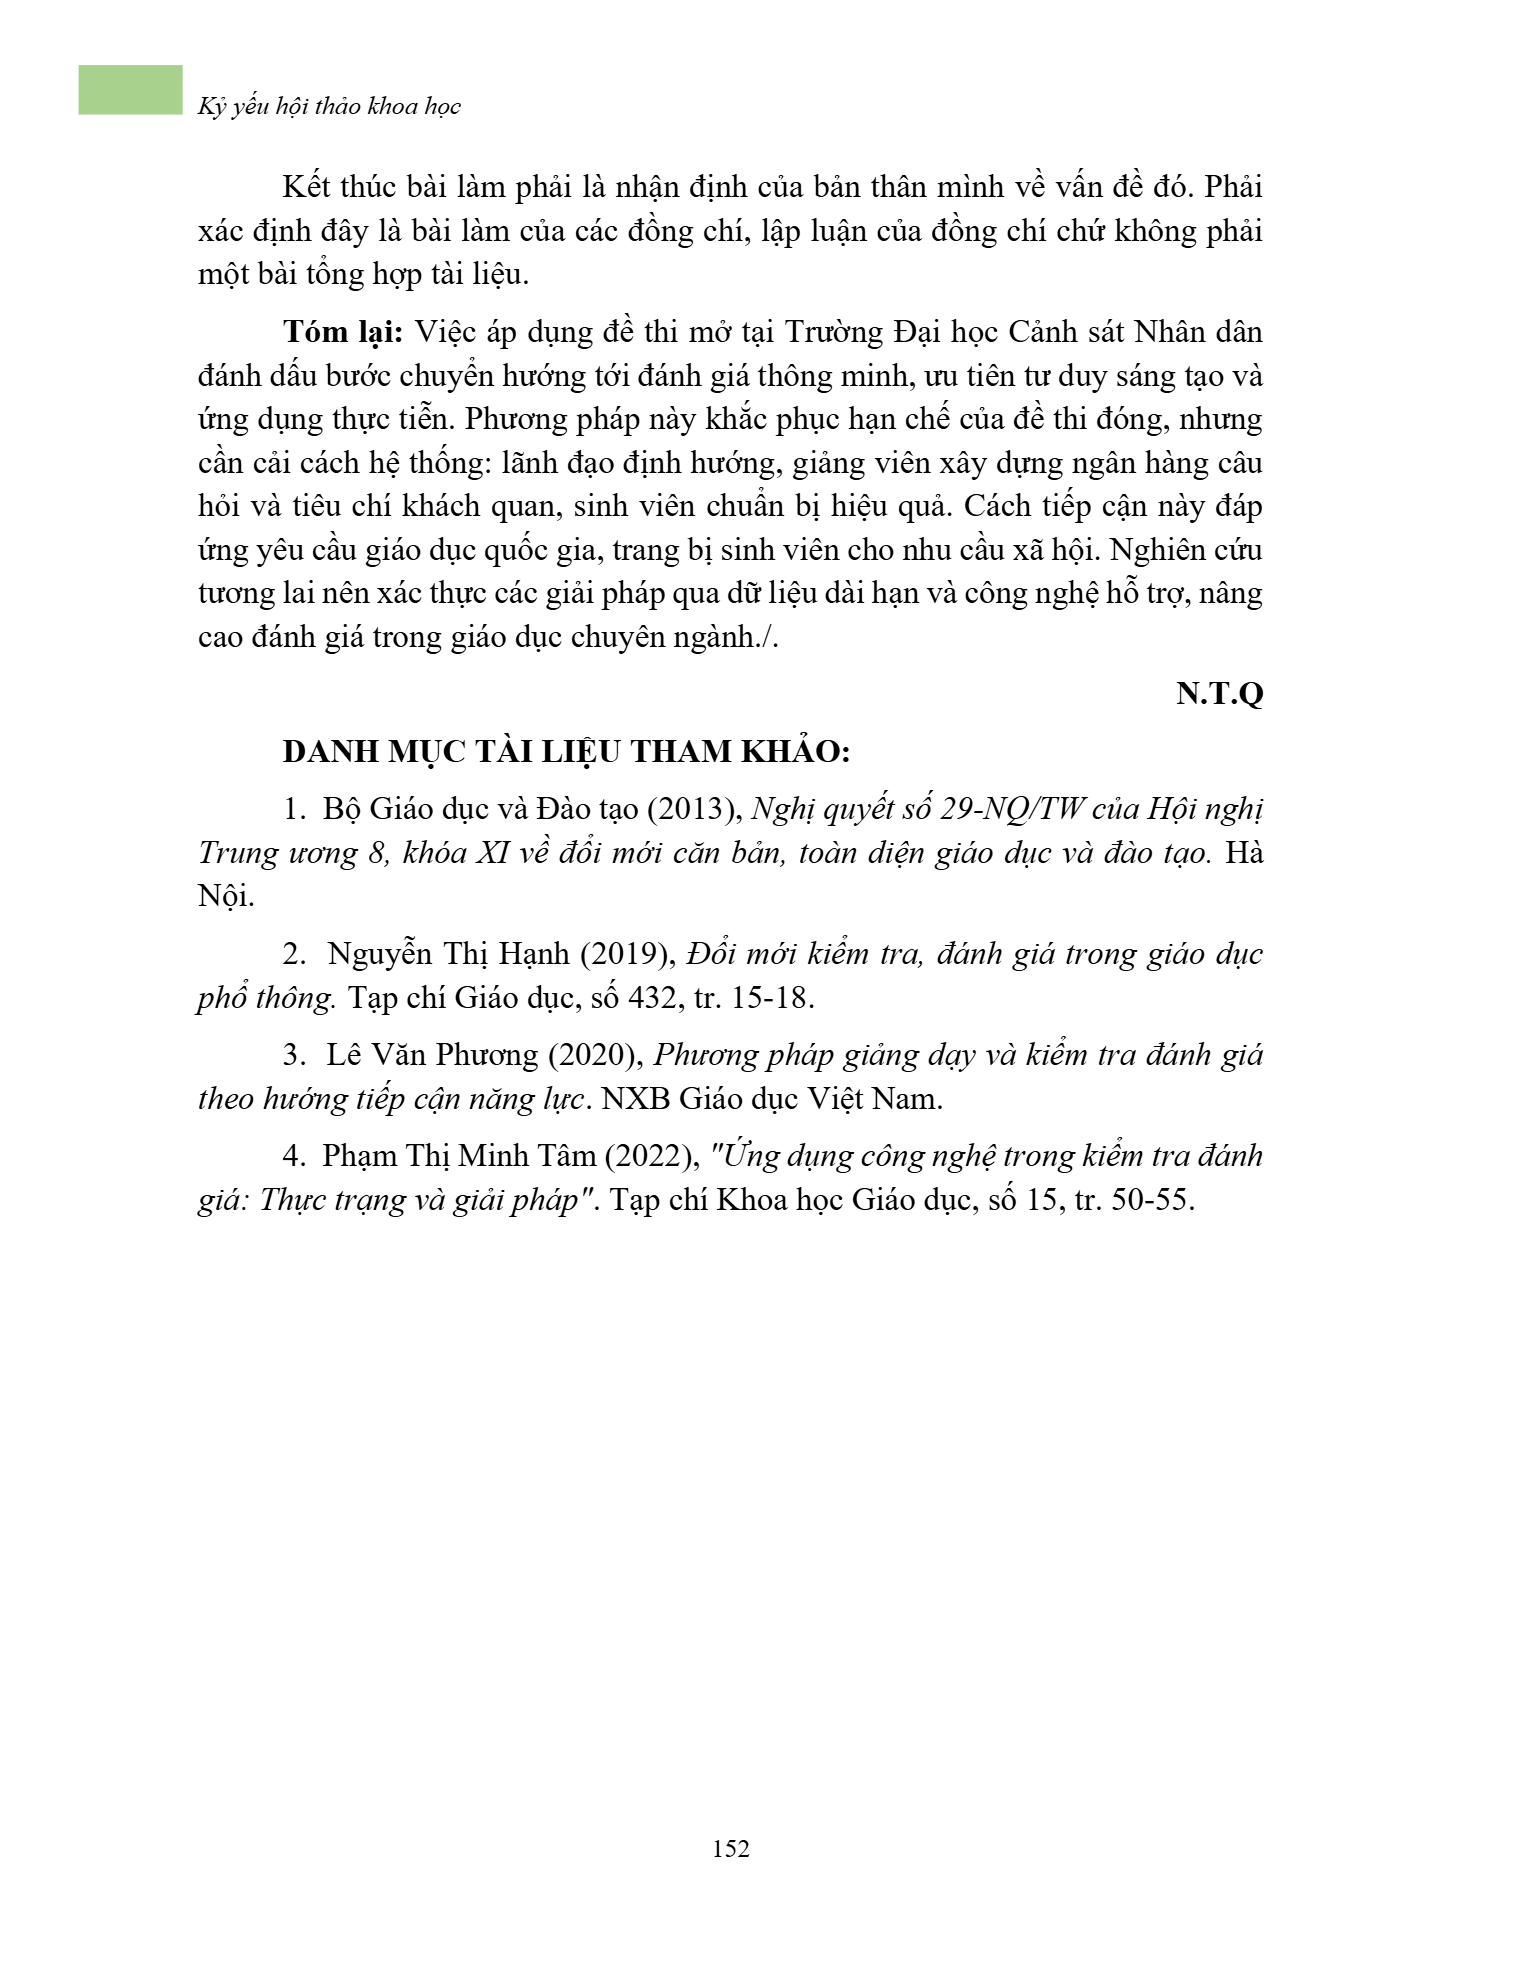 Kỷ yếu hội thảo khoa học
Kết thúc bài làm phải là nhận định của bản thân mình về vấn đề đó. Phải
xác định đây là bài làm của các đồng chí, lập luận của đồng chí chứ không phải
một bài tổng hợp tài liệu.
Tóm lại: Việc áp dụng đề thi mở tại Trường Đại học Cảnh sát Nhân dân
đánh dấu bước chuyển hướng tới đánh giá thông minh, ưu tiên tư duy sáng tạo và
ứng dụng thực tiễn. Phương pháp này khắc phục hạn chế của đề thi đóng, nhưng
cần cải cách hệ thống: lãnh đạo định hướng, giảng viên xây dựng ngân hàng câu
hỏi và tiêu chí khách quan, sinh viên chuẩn bị hiệu quả. Cách tiếp cận này đáp
ứng yêu cầu giáo dục quốc gia, trang bị sinh viên cho nhu cầu xã hội. Nghiên cứu
tương lai nên xác thực các giải pháp qua dữ liệu dài hạn và công nghệ hỗ trợ, nâng
cao đánh giá trong giáo dục chuyên ngành./.
N.T.Q
DANH MỤC TÀI LIỆU THAM KHẢO:
1. Bộ Giáo dục và Đào tạo (2013), Nghị quyết số 29-NQ/TW của Hội nghị
Trung ương 8, khóa XI về đổi mới căn bản, toàn diện giáo dục và đào tạo. Hà
Nội.
2. Nguyễn Thị Hạnh (2019), Đổi mới kiểm tra, đánh giá trong giáo dục
phổ thông. Tạp chí Giáo dục, số 432, tr. 15-18.
3. Lê Văn Phương (2020), Phương pháp giảng dạy và kiểm tra đánh giá
theo hướng tiếp cận năng lực. NXB Giáo dục Việt Nam.
4. Phạm Thị Minh Tâm (2022), "Ứng dụng công nghệ trong kiểm tra đánh
giá: Thực trạng và giải pháp". Tạp chí Khoa học Giáo dục, số 15, tr. 50-55.
152